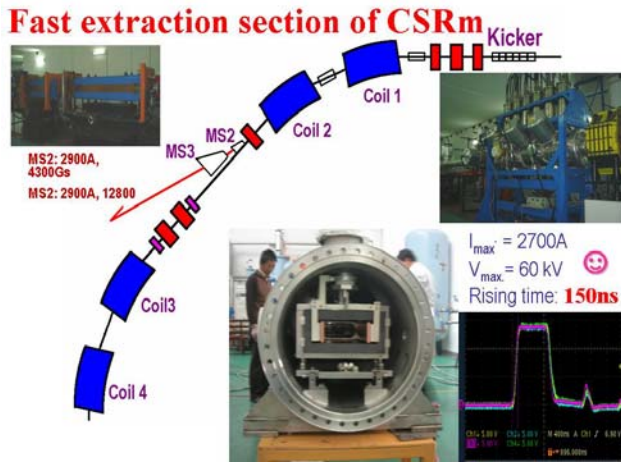 Fast extraction section of CSRm
Kicker
Coil 1
Coil 2
MS2
MS3
MS2: 2900A,
4300Gs
MS2: 2900A, 12800
Coil3
Coil 4
Imax. = 2700A
Vmax. = 60 kV
Rising time: 150ns